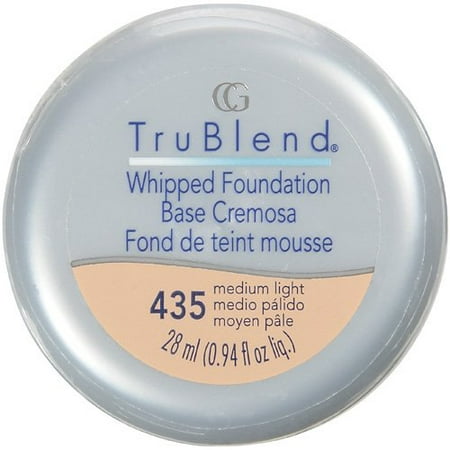 CG
TruBlend®
Whipped Foundation
Base Cremosa
Fond de teint mousse
435 medium light
medio pálido
moyen pâle
28 ml (0.94 fl oz liq.)